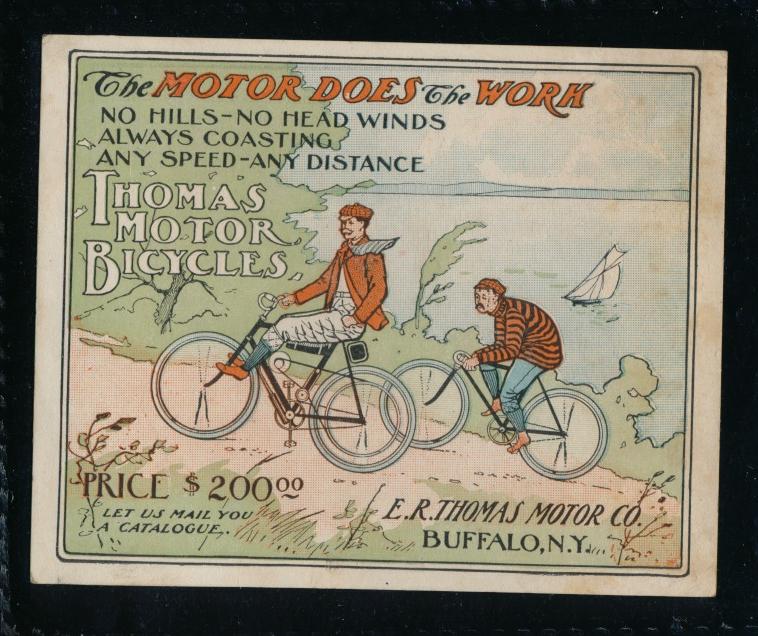 The MOTOR DOES The WORK
NO HILLS-NO HEAD WINDS
ALWAYS COASTING
ANY SPEED-ANY DISTANCE
THOMAS
MOTOR
BICYCLES.
PRICE $200.00
LET US MAIL YOU
A CATALOGUE.
E.R.THOMAS MOTOR CO.
BUFFALO, N.Y.